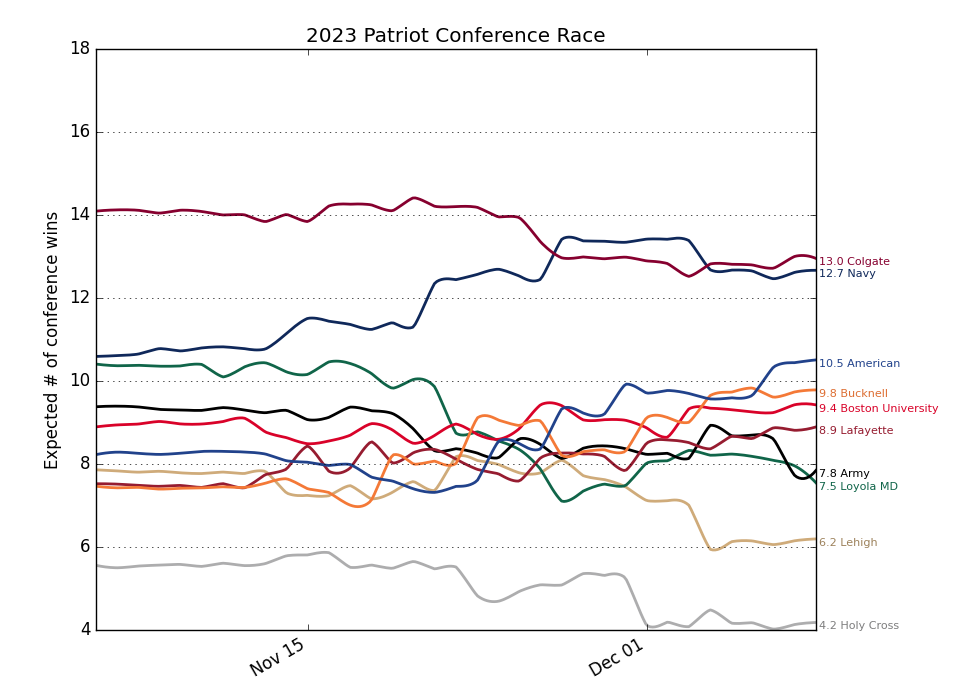 2023 Patriot Conference Race
Expected # of conference wins
18
16
14
12
10
8
6
4
Nov 15
Dec 01
13.0 Colgate
12.7 Navy
10.5 American
9.8 Bucknell
9.4 Boston University
8.9 Lafayette
7.8 Army
7.5 Loyola MD
6.2 Lehigh
4.2 Holy Cross